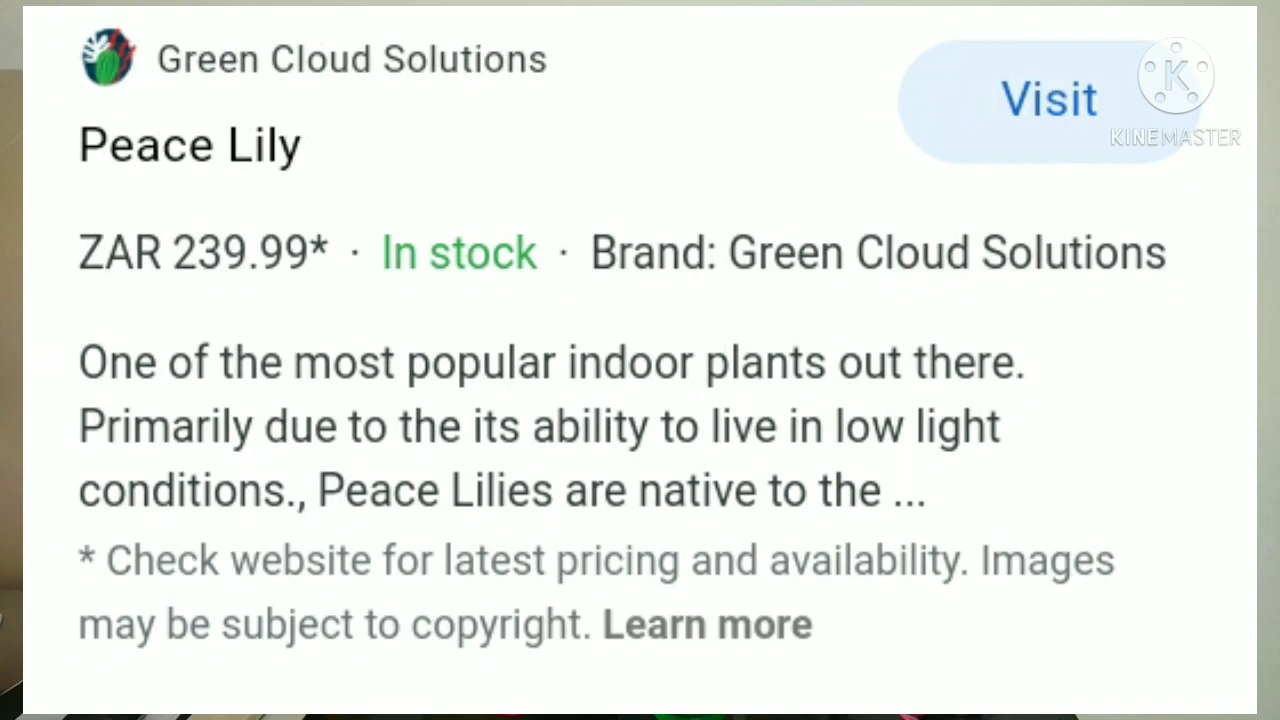 Green Cloud Solutions
Visit
K
KINEMASTER
Peace Lily
ZAR 239.99* · In stock · Brand: Green Cloud Solutions
One of the most popular indoor plants out there.
Primarily due to the its ability to live in low light
conditions., Peace Lilies are native to the ...
* Check website for latest pricing and availability. Images
may be subject to copyright. Learn more